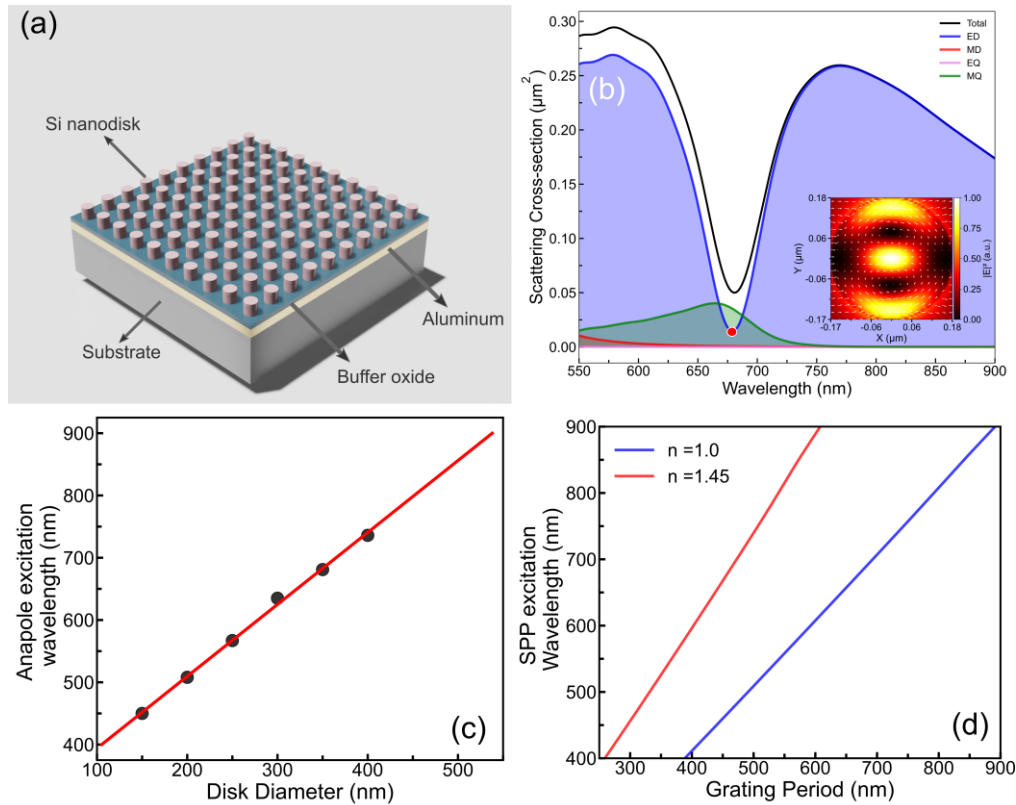 (a)
Si nanodisk
Substrate
Aluminum
Buffer oxide
(b)
Total
ED
MD
EQ
MQ
Scattering Cross-section (μm²)
0.30
0.25
0.20
0.15
0.10
0.05
0.00
550 600 650 700 750 800 850 900
Wavelength (nm)
Y (μm)
0.18
0.06
-0.06
-0.17
-0.17 -0.06 0.06 0.18
X (μm)
1.00
0.75
0.50
0.25
0.00
|E|² (a.u.)
Anapole excitation
wavelength (nm)
900
800
700
600
500
400
100 200 300 400 500
Disk Diameter (nm)
(c)
SPP excitation
Wavelength (nm)
900
800
700
600
500
400
n =1.0
n =1.45
300 400 500 600 700 800 900
Grating Period (nm)
(d)